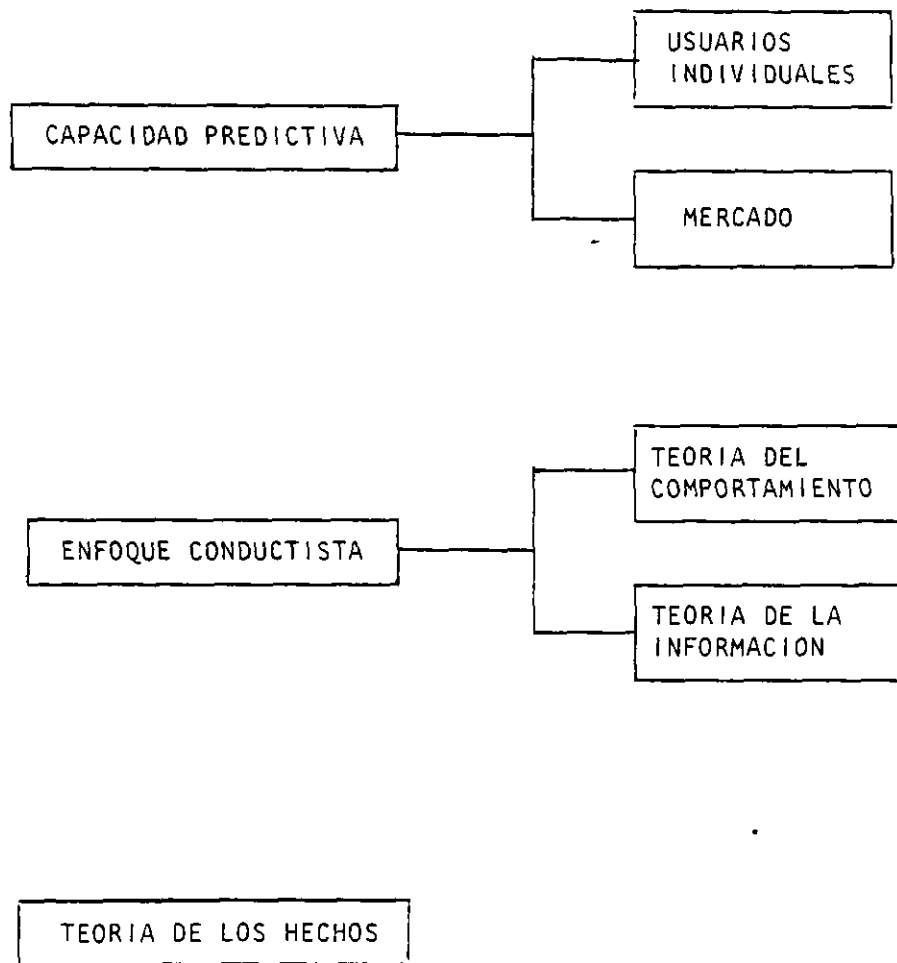 USUARIOS
INDIVIDUALES
CAPACIDAD PREDICTIVA
MERCADO
TEORIA DEL
COMPORTAMIENTO
ENFOQUE CONDUCTISTA
TEORIA DE LA
INFORMACION
TEORIA DE LOS HECHOS